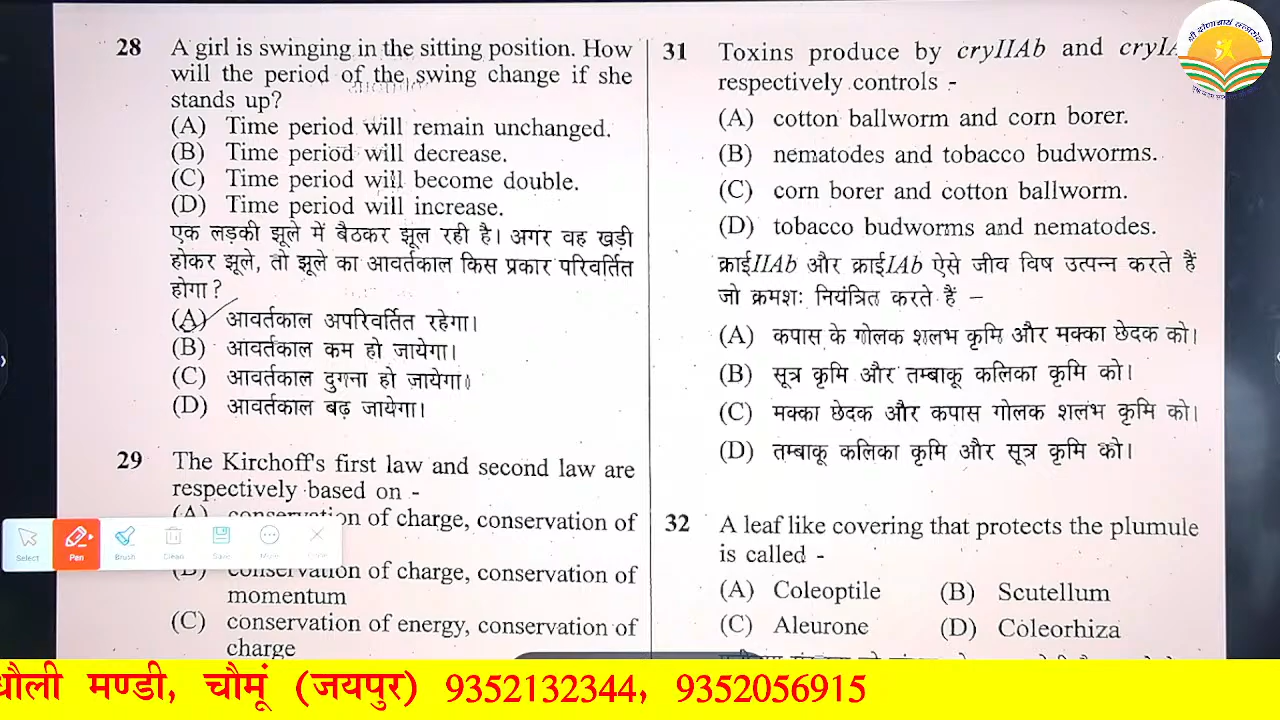 28 A girl is swinging in the sitting position. How
will the period of the swing change if she
stands up?
(A) Time period will remain unchanged.
(B) Time period will decrease.
(C) Time period will become double.
(D) Time period will increase.
एक लड़की झूले में बैठकर झूल रही है। अगर वह खड़ी
होकर झूले, तो झूले का आवर्तकाल किस प्रकार परिवर्तित
होगा?
(A) आवर्तकाल अपरिवर्तित रहेगा।
(B) आवर्तकाल कम हो जायेगा।
(C) आवर्तकाल दुगना हो जायेगा।
(D) आवर्तकाल बढ़ जायेगा।
29 The Kirchoff's first law and second law are
respectively based on -
(A) conservation of charge, conservation of
conservation of charge, conservation of
momentum
(C) conservation of energy, conservation of
charge
31 Toxins produce by cryIIAb and
respectively controls -
(A) cotton ballworm and corn borer.
(B) nematodes and tobacco budworms.
(C) corn borer and cotton ballworm.
(D) tobacco budworms and nematodes.
क्राईIIAb और क्राईIAb ऐसे जीव विष उत्पन्न करते हैं
जो क्रमशः नियंत्रित करते हैं –
(A) कपास के गोलक शलभ कृमि और मक्का छेदक को।
(B) सूत्र कृमि और तम्बाकू कलिका कृमि को।
(C) मक्का छेदक और कपास गोलक शलभ कृमि को।
(D) तम्बाकू कलिका कृमि और सूत्र कृमि को।
32 A leaf like covering that protects the plumule
is called -
(A) Coleoptile (B) Scutellum
(C) Aleurone (D) Coleorhiza
Select Pen Brush Clean Save More
मण्डी, चौमूं (जयपुर) 9352132344, 9352056915